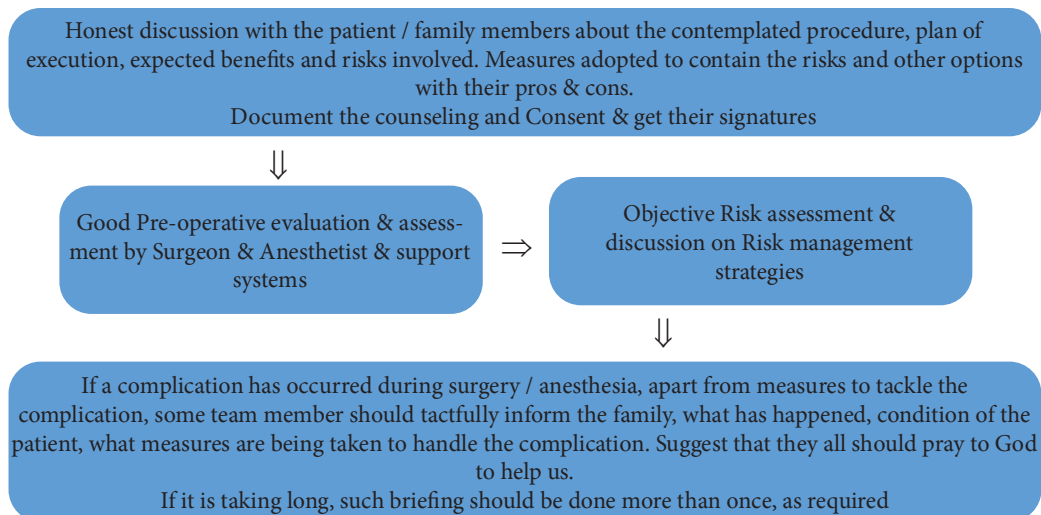 Honest discussion with the patient / family members about the contemplated procedure, plan of
execution, expected benefits and risks involved. Measures adopted to contain the risks and other options
with their pros & cons.
Document the counseling and Consent & get their signatures
⇓
Good Pre-operative evaluation & assess-
ment by Surgeon & Anesthetist & support
systems
⇒
Objective Risk assessment &
discussion on Risk management
strategies
⇓
If a complication has occurred during surgery / anesthesia, apart from measures to tackle the
complication, some team member should tactfully inform the family, what has happened, condition of the
patient, what measures are being taken to handle the complication. Suggest that they all should pray to God
to help us.
If it is taking long, such briefing should be done more than once, as required